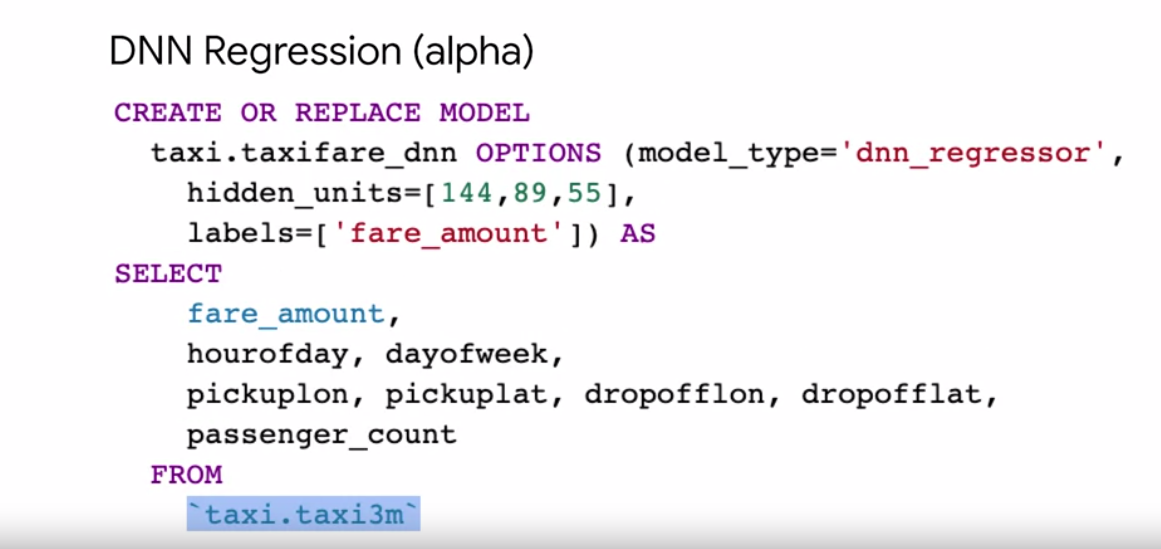 DNN Regression (alpha)
CREATE OR REPLACE MODEL
taxi.taxifare_dnn OPTIONS (model_type='dnn_regressor',
hidden_units=[144,89,55],
labels=['fare_amount']) AS
SELECT
fare_amount,
hourofday, dayofweek,
pickuplon, pickuplat, dropofflon, dropofflat,
passenger_count
FROM
`taxi.taxi3m`